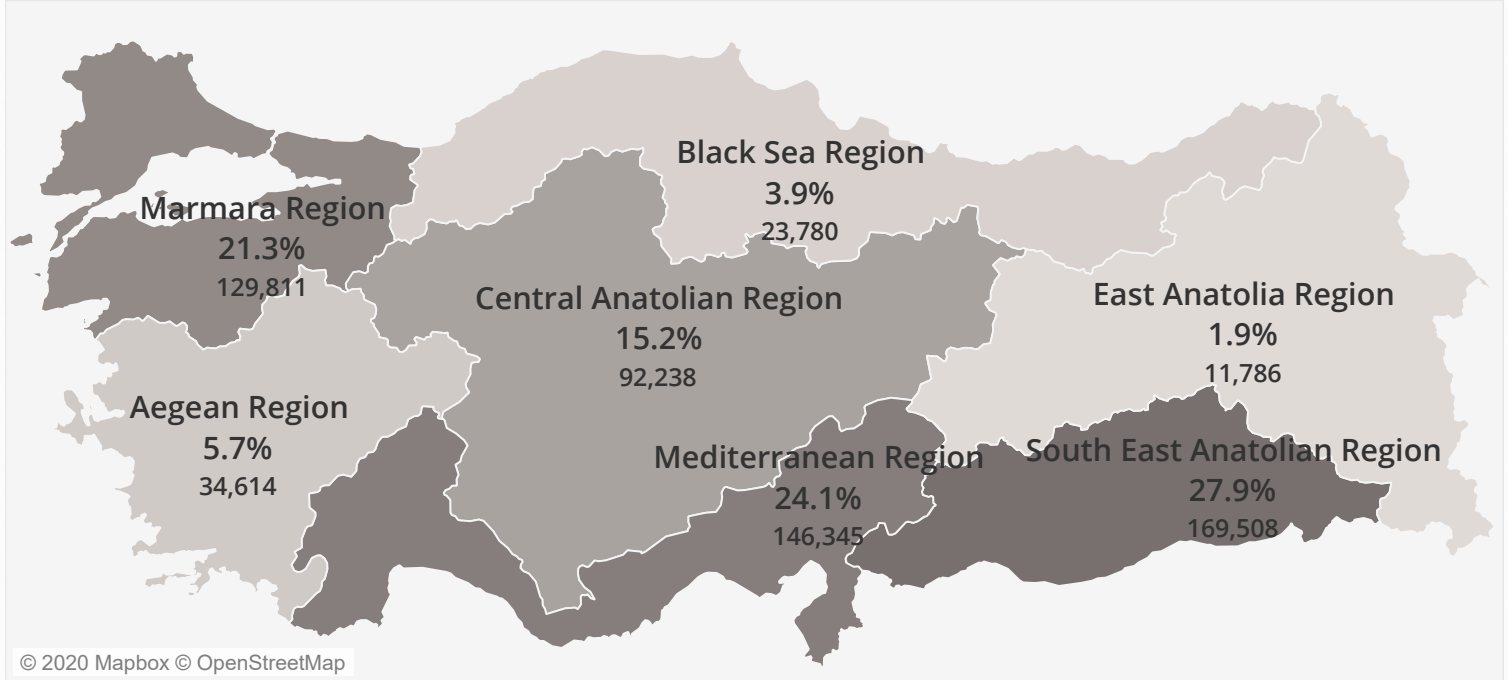 Black Sea Region
3.9%
23,780
Marmara Region
21.3%
129,811
Central Anatolian Region
15.2%
92,238
East Anatolia Region
1.9%
11,786
Aegean Region
5.7%
34,614
Mediterranean Region
24.1%
146,345
South East Anatolian Region
27.9%
169,508
© 2020 Mapbox © OpenStreetMap